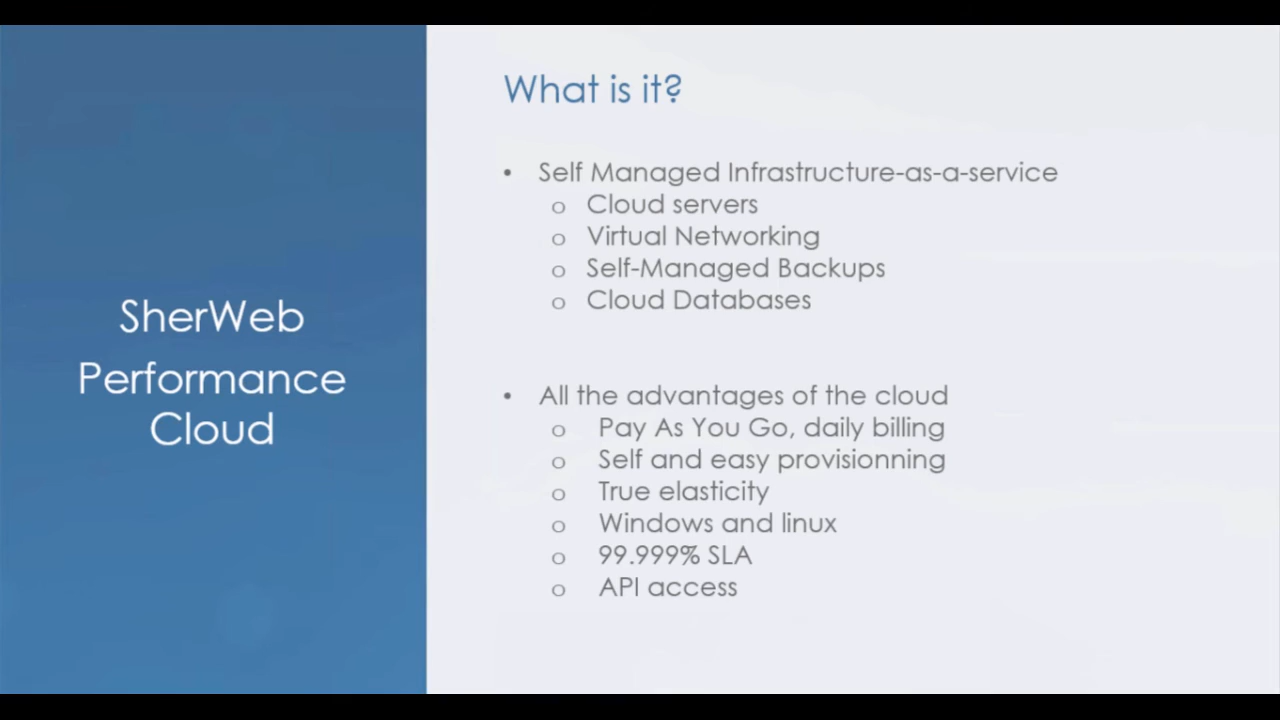 SherWeb
Performance
Cloud
What is it?
• Self Managed Infrastructure-as-a-service
o Cloud servers
o Virtual Networking
o Self-Managed Backups
o Cloud Databases
• All the advantages of the cloud
o Pay As You Go, daily billing
o Self and easy provisionning
o True elasticity
o Windows and linux
o 99.999% SLA
o API access